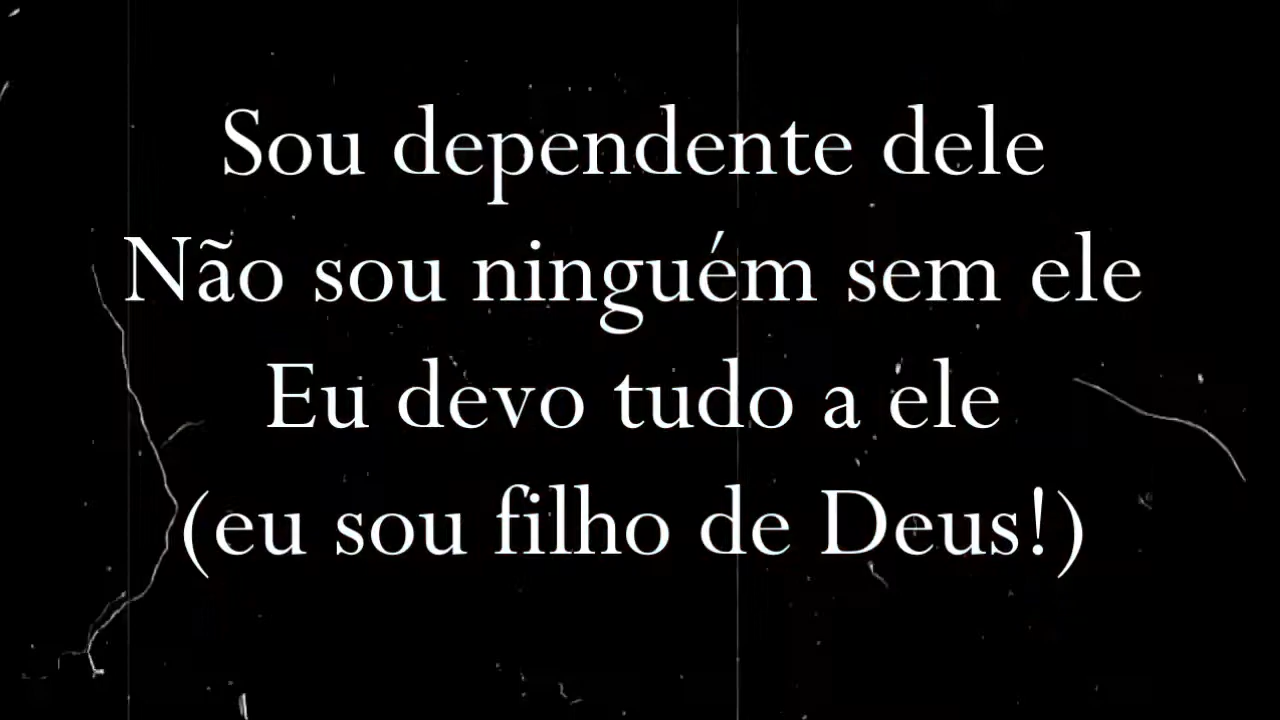 Sou dependente dele
Não sou ninguém sem ele
Eu devo tudo a ele
(eu sou filho de Deus!)